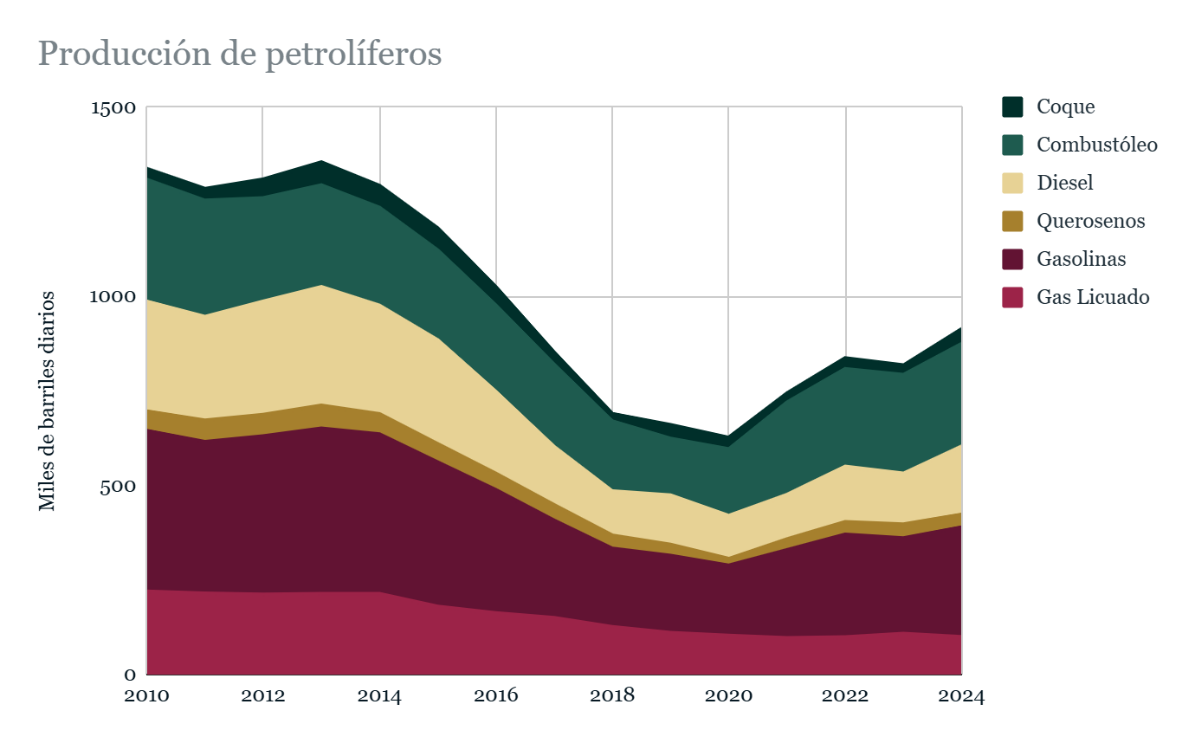 Producción de petrolíferos
Miles de barriles diarios
1500
1000
500
0
2010 2012 2014 2016 2018 2020 2022 2024
Coque
Combustóleo
Diesel
Querosenos
Gasolinas
Gas Licuado